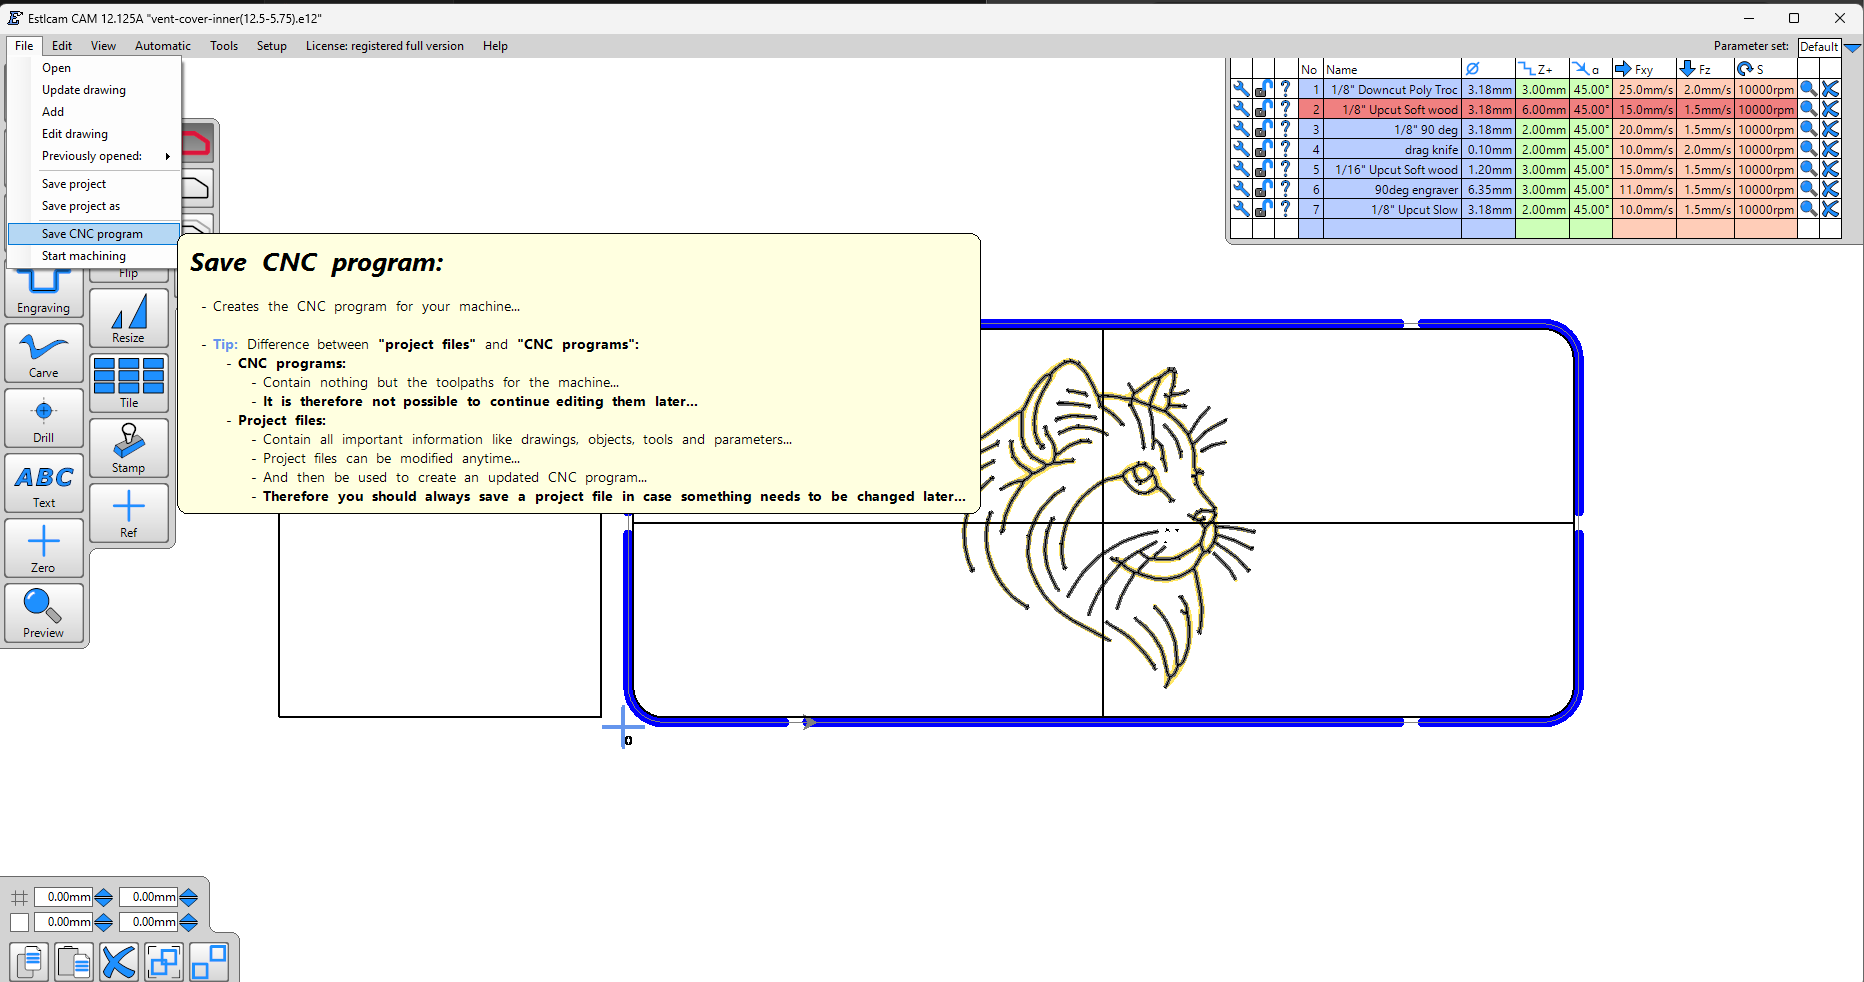 Estlcam CAM 12.125A "vent-cover-inner(12.5-5.75).e12"
File Edit View Automatic Tools Setup License: registered full version Help
Parameter set: Default
Open
Update drawing
Add
Edit drawing
Previously opened:
Save project
Save project as
Save CNC program
Start machining
No Name Ø Z+ α Fxy Fz S
? 1 1/8" Downcut Poly Troc 3.18mm 3.00mm 45.00° 25.0mm/s 2.0mm/s 10000rpm
? 2 1/8" Upcut Soft wood 3.18mm 6.00mm 45.00° 15.0mm/s 1.5mm/s 10000rpm
? 3 1/8" 90 deg 3.18mm 2.00mm 45.00° 20.0mm/s 1.5mm/s 10000rpm
? 4 drag knife 0.10mm 2.00mm 45.00° 10.0mm/s 2.0mm/s 10000rpm
? 5 1/16" Upcut Soft wood 1.20mm 3.00mm 45.00° 15.0mm/s 1.5mm/s 10000rpm
? 6 90deg engraver 6.35mm 3.00mm 45.00° 11.0mm/s 1.5mm/s 10000rpm
? 7 1/8" Upcut Slow 3.18mm 2.00mm 45.00° 10.0mm/s 1.5mm/s 10000rpm
Save CNC program:
- Creates the CNC program for your machine...
- Tip: Difference between "project files" and "CNC programs":
- CNC programs:
- Contain nothing but the toolpaths for the machine...
- It is therefore not possible to continue editing them later...
- Project files:
- Contain all important information like drawings, objects, tools and parameters...
- Project files can be modified anytime...
- And then be used to create an updated CNC program...
- Therefore you should always save a project file in case something needs to be changed later...
Flip
Engraving
Resize
Carve
Tile
Drill
Stamp
ABC
Text
Ref
Zero
Preview
0
0.00mm 0.00mm
0.00mm 0.00mm